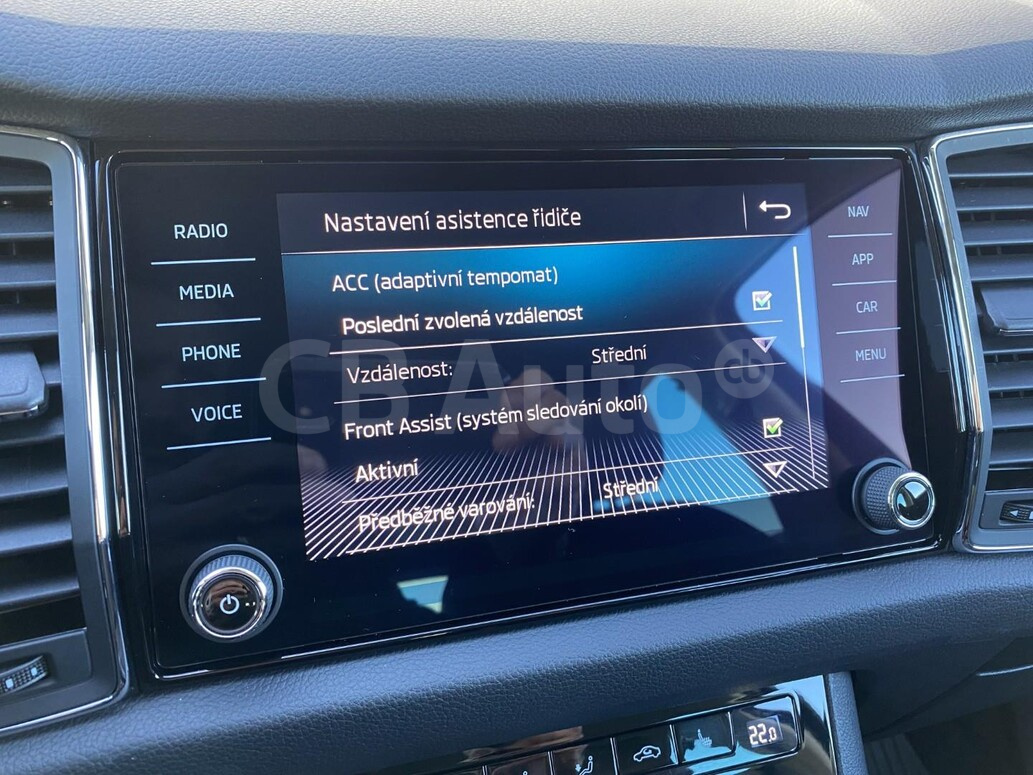 RADIO
MEDIA
PHONE
VOICE
Nastavení asistence řidiče
ACC (adaptivní tempomat)
Poslední zvolená vzdálenost
Vzdálenost: Střední
Front Assist (systém sledování okolí)
Aktivní
Předběžné varování: Střední
NAV
APP
CAR
MENU
CB Auto cb
22.0